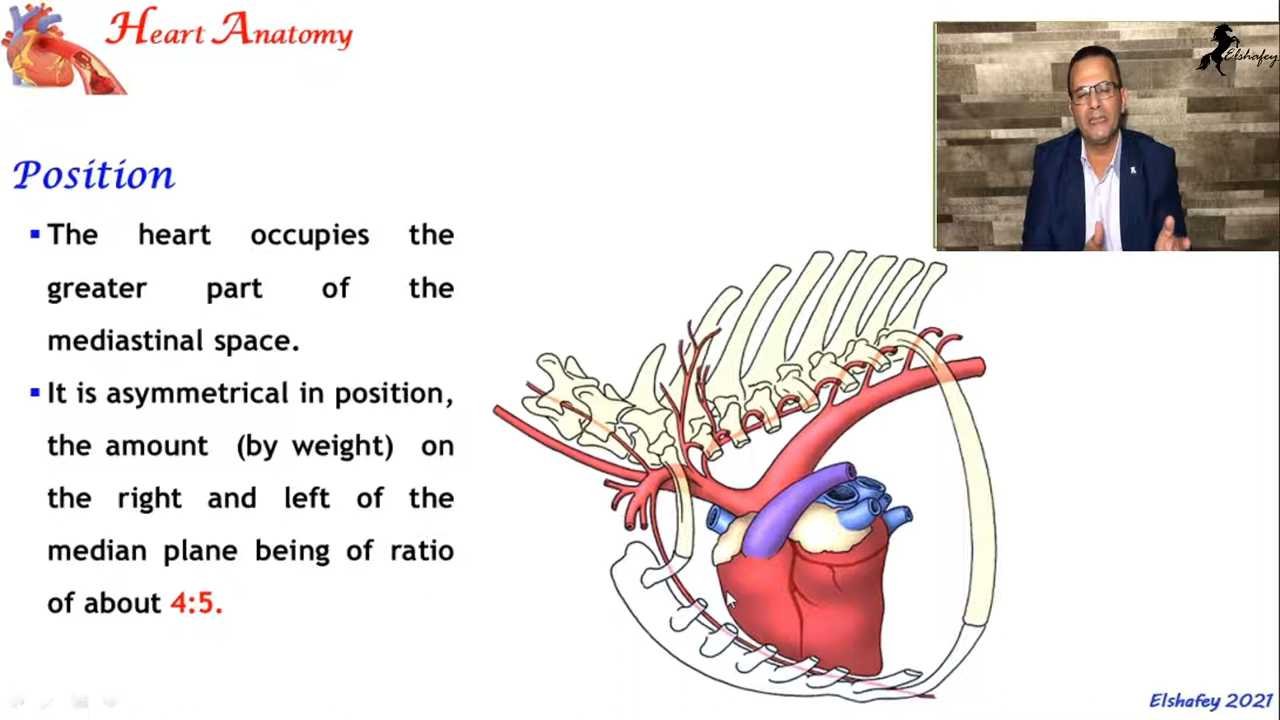 Heart Anatomy
Elshafey
Position
▪ The heart occupies the
greater part of the
mediastinal space.
▪ It is asymmetrical in position,
the amount (by weight) on
the right and left of the
median plane being of ratio
of about 4:5.
Elshafey 2021